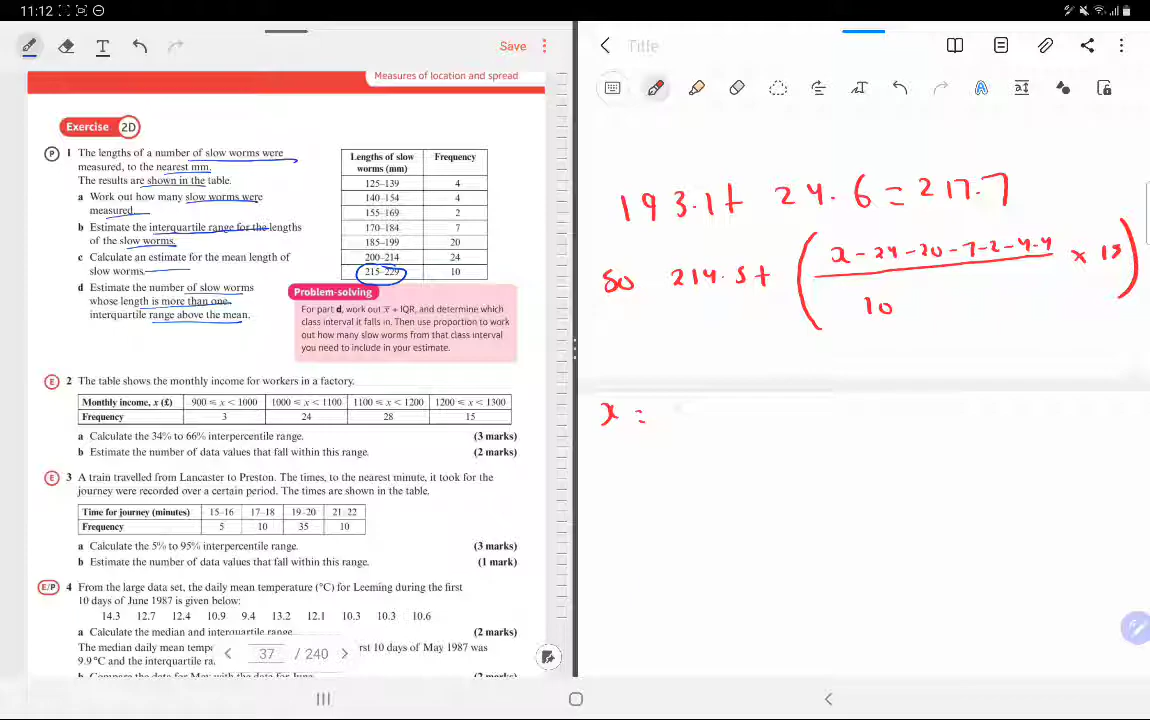 11:12
Save
Title
Measures of location and spread
Exercise 2D
P 1 The lengths of a number of slow worms were
measured, to the nearest mm.
The results are shown in the table.
a Work out how many slow worms were
measured.
b Estimate the interquartile range for the lengths
of the slow worms.
c Calculate an estimate for the mean length of
slow worms.
d Estimate the number of slow worms
whose length is more than one
interquartile range above the mean.
Lengths of slow Frequency
worms (mm)
125–139 4
140–154 4
155–169 2
170–184 7
185–199 20
200–214 24
215–229 10
Problem-solving
For part d, work out x̄ + IQR, and determine which
class interval it falls in. Then use proportion to work
out how many slow worms from that class interval
you need to include in your estimate.
E 2 The table shows the monthly income for workers in a factory.
Monthly income, x (£) 900 ≤ x < 1000 1000 ≤ x < 1100 1100 ≤ x < 1200 1200 ≤ x < 1300
Frequency 3 24 28 15
a Calculate the 34% to 66% interpercentile range. (3 marks)
b Estimate the number of data values that fall within this range. (2 marks)
E 3 A train travelled from Lancaster to Preston. The times, to the nearest minute, it took for the
journey were recorded over a certain period. The times are shown in the table.
Time for journey (minutes) 15–16 17–18 19–20 21–22
Frequency 5 10 35 10
a Calculate the 5% to 95% interpercentile range. (3 marks)
b Estimate the number of data values that fall within this range. (1 mark)
E/P 4 From the large data set, the daily mean temperature (°C) for Leeming during the first
10 days of June 1987 is given below:
14.3 12.7 12.4 10.9 9.4 13.2 12.1 10.3 10.3 10.6
a Calculate the median and interquartile range. (2 marks)
The median daily mean rst 10 days of May 1987 was
9.9 °C and the interquartile
37 / 240
193.1 + 24.6 = 217.7
so 214.5 + ( x - 24 - 20 - 7 - 2 - 4 - 4 / 10 × 15 )
x =